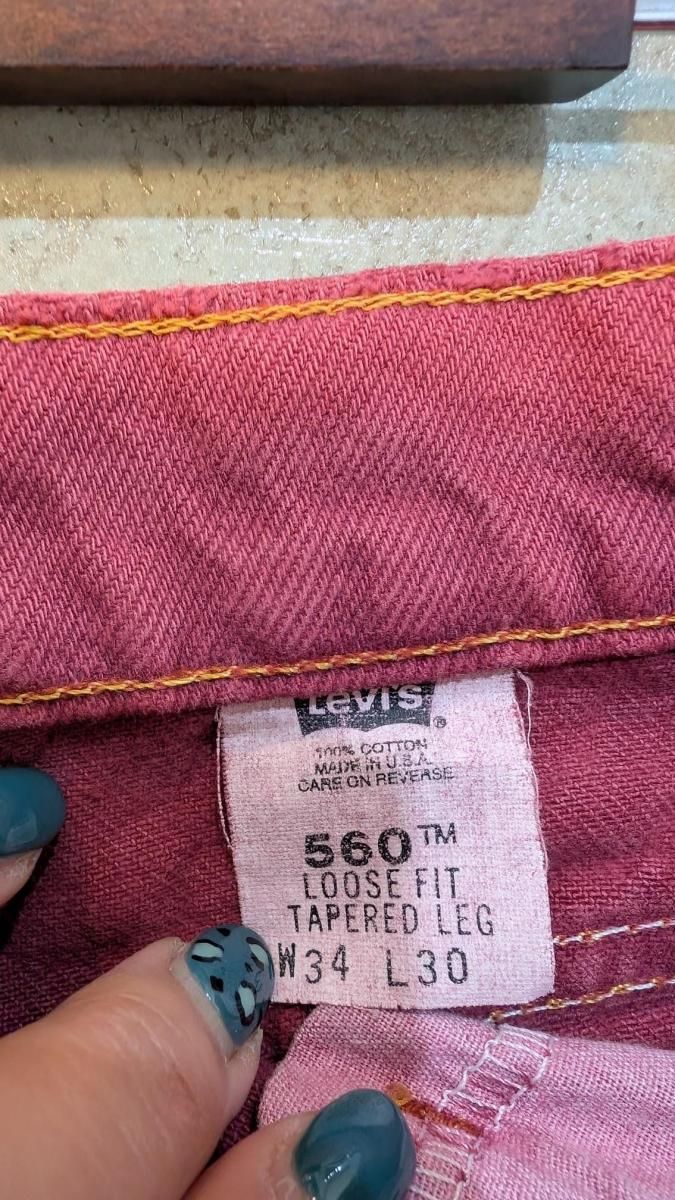 Levi's ®
100% COTTON
MADE IN U.S.A.
CARE ON REVERSE
560™
LOOSE FIT
TAPERED LEG
W34 L30